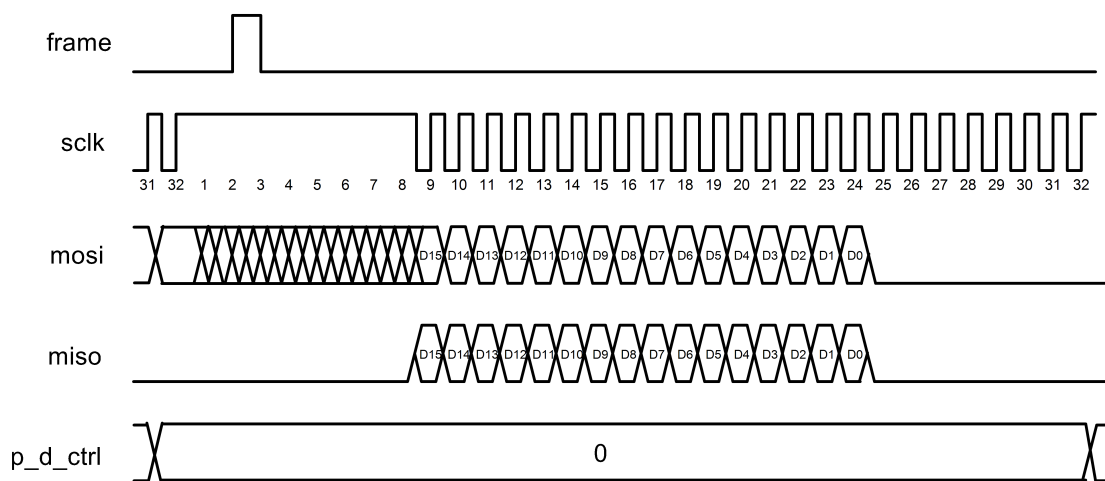 frame
sclk
31 32 1 2 3 4 5 6 7 8 9 10 11 12 13 14 15 16 17 18 19 20 21 22 23 24 25 26 27 28 29 30 31 32
mosi D15 D14 D13 D12 D11 D10 D9 D8 D7 D6 D5 D4 D3 D2 D1 D0
miso D15 D14 D13 D12 D11 D10 D9 D8 D7 D6 D5 D4 D3 D2 D1 D0
p_d_ctrl 0